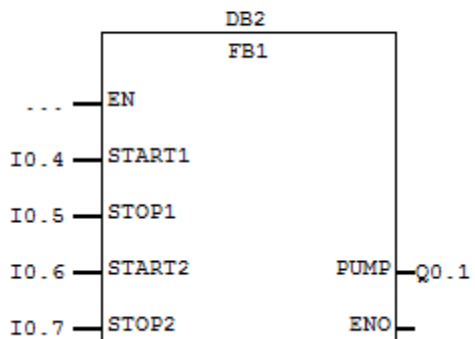 DB2
FB1
... EN
I0.4 START1
I0.5 STOP1
I0.6 START2 PUMP Q0.1
I0.7 STOP2 ENO